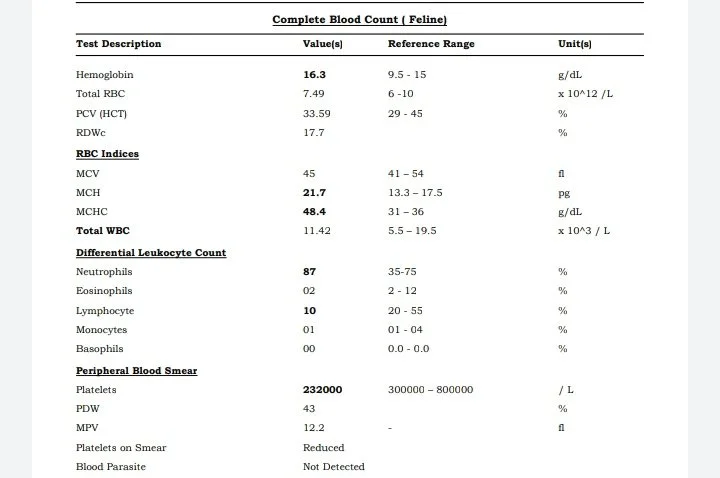 Complete Blood Count ( Feline)
Test Description Value(s) Reference Range Unit(s)
Hemoglobin 16.3 9.5 - 15 g/dL
Total RBC 7.49 6 -10 x 10^12 /L
PCV (HCT) 33.59 29 - 45 %
RDWc 17.7 %
RBC Indices
MCV 45 41 – 54 fl
MCH 21.7 13.3 – 17.5 pg
MCHC 48.4 31 – 36 g/dL
Total WBC 11.42 5.5 – 19.5 x 10^3 / L
Differential Leukocyte Count
Neutrophils 87 35-75 %
Eosinophils 02 2 - 12 %
Lymphocyte 10 20 - 55 %
Monocytes 01 01 - 04 %
Basophils 00 0.0 - 0.0 %
Peripheral Blood Smear
Platelets 232000 300000 – 800000 / L
PDW 43 %
MPV 12.2 - fl
Platelets on Smear Reduced
Blood Parasite Not Detected